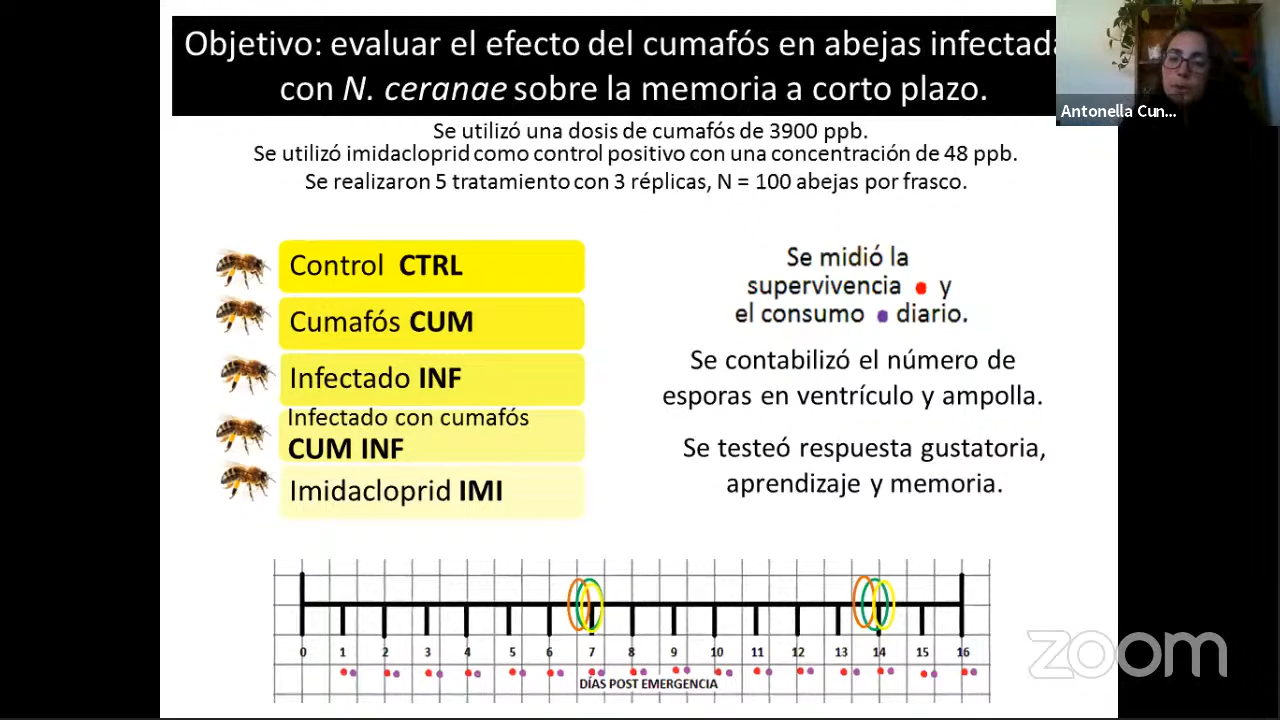 Objetivo: evaluar el efecto del cumafós en abejas infectada
con N. ceranae sobre la memoria a corto plazo.
Antonella Cun...
Se utilizó una dosis de cumafós de 3900 ppb.
Se utilizó imidacloprid como control positivo con una concentración de 48 ppb.
Se realizaron 5 tratamiento con 3 réplicas, N = 100 abejas por frasco.
Control CTRL
Cumafós CUM
Infectado INF
Infectado con cumafós
CUM INF
Imidacloprid IMI
Se midió la
supervivencia y
el consumo diario.
Se contabilizó el número de
esporas en ventrículo y ampolla.
Se testeó respuesta gustatoria,
aprendizaje y memoria.
0 1 2 3 4 5 6 7 8 9 10 11 12 13 14 15 16
DÍAS POST EMERGENCIA
zoom